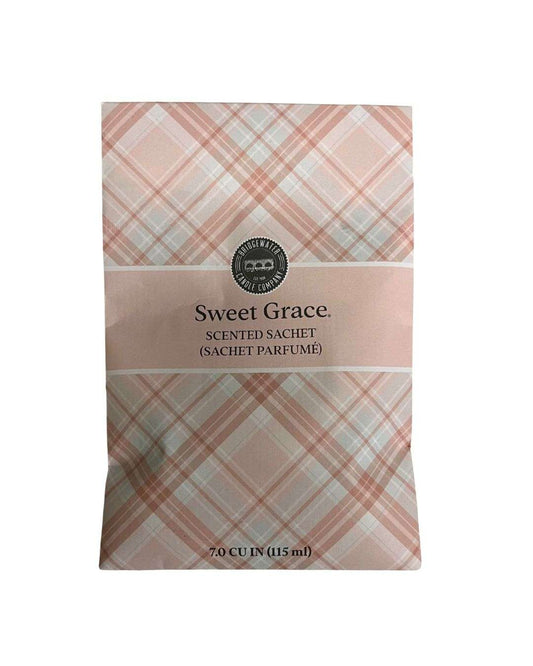 BRIDGEWATER
CANDLE COMPANY
Sweet Grace®
SCENTED SACHET
(SACHET PARFUMÉ)
7.0 CU IN (115 ml)